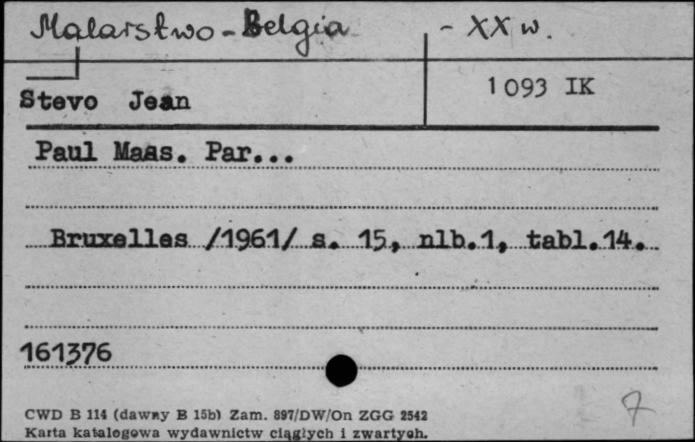 Malarstwo - Belgia - XX w.
1093 IK
Stevo Jean
Paul Maas. Par...
Bruxelles /1961/ s. 15, nlb.1, tabl.14.
161376
7
CWD B 114 (dawny B 15b) Zam. 897/DW/On ZGG 2542
Karta katalogowa wydawnictw ciągłych i zwartych.